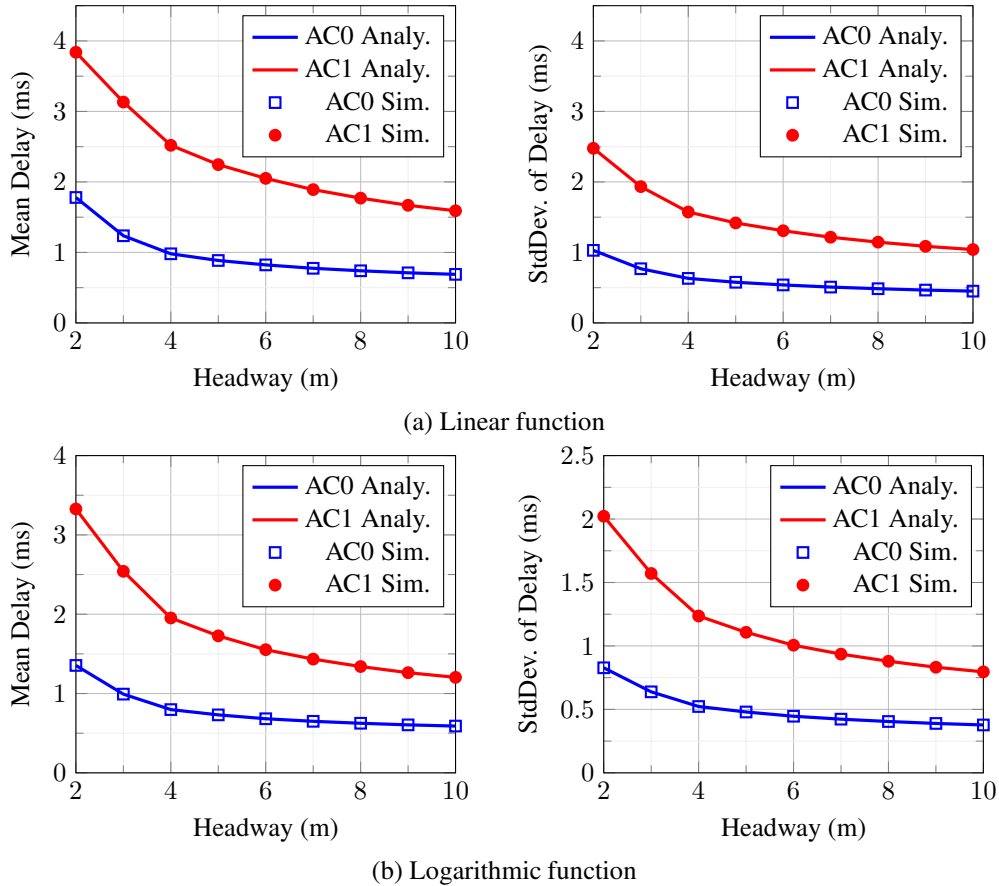 4
3
2
1
0
Mean Delay (ms)
AC0 Analy.
AC1 Analy.
AC0 Sim.
AC1 Sim.
2 4 6 8 10
Headway (m)
4
3
2
1
0
StdDev. of Delay (ms)
AC0 Analy.
AC1 Analy.
AC0 Sim.
AC1 Sim.
2 4 6 8 10
Headway (m)
(a) Linear function
4
3
2
1
0
Mean Delay (ms)
AC0 Analy.
AC1 Analy.
AC0 Sim.
AC1 Sim.
2 4 6 8 10
Headway (m)
2.5
2
1.5
1
0.5
0
StdDev. of Delay (ms)
AC0 Analy.
AC1 Analy.
AC0 Sim.
AC1 Sim.
2 4 6 8 10
Headway (m)
(b) Logarithmic function